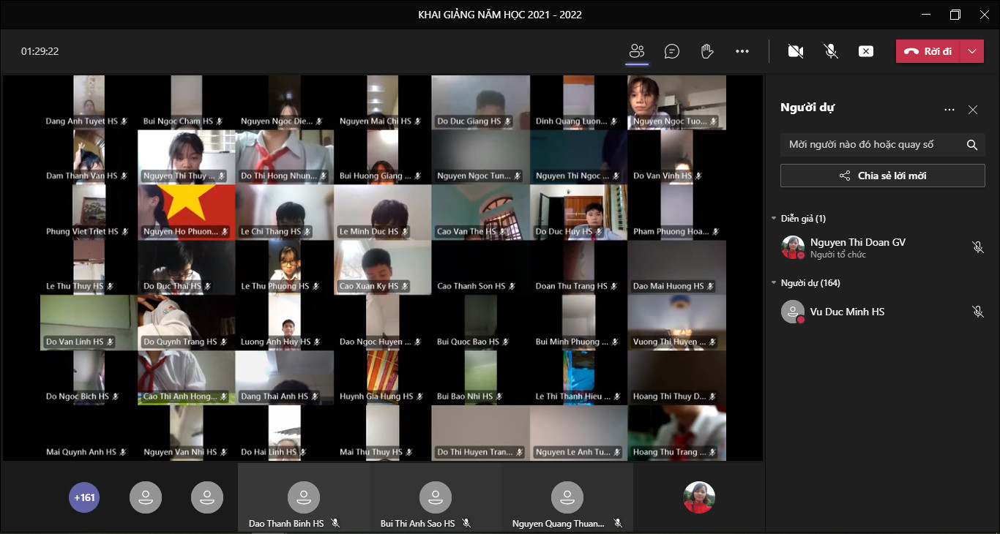 KHAI GIẢNG NĂM HỌC 2021 - 2022
01:29:22
Rời đi
Dang Anh Tuyet HS
Bui Ngoc Cham HS
Nguyen Ngoc Die...
Nguyen Mai Chi HS
Do Duc Giang HS
Dinh Quang Luon...
Nguyen Ngoc Tuo...
Dam Thanh Van HS
Nguyen Thi Thuy ...
Do Thi Hong Nhun...
Bui Huong Giang ...
Nguyen Ngoc Tun...
Nguyen Thi Ngoc ...
Do Van Vinh HS
Phung Viet Triet HS
Nguyen Ho Phuon...
Le Chi Thang HS
Le Minh Duc HS
Cao Van The HS
Do Duc Huy HS
Pham Phuong Hoa...
Le Thu Thuy HS
Do Duc Thai HS
Le Thu Phuong HS
Cao Xuan Ky HS
Cao Thanh Son HS
Doan Thu Trang HS
Dao Mai Huong HS
Do Van Linh HS
Do Quynh Trang HS
Luong Anh Huy HS
Dao Ngoc Huyen ...
Bui Quoc Bao HS
Bui Minh Phuong ...
Vuong Thi Huyen ...
Do Ngoc Bich HS
Cao Thi Anh Hong...
Dang Thai Anh HS
Huynh Gia Hung HS
Bui Bao Nhi HS
Le Thi Thanh Hieu ...
Hoang Thi Thuy D...
Mai Quynh Anh HS
Nguyen Van Nhi HS
Do Hai Linh HS
Mai Thu Thuy HS
Do Thi Huyen Tran...
Nguyen Le Anh Tu...
Hoang Thu Trang ...
+161
Dao Thanh Binh HS
Bui Thi Anh Sao HS
Nguyen Quang Thuan...
Người dự
Mời người nào đó hoặc quay số
Chia sẻ lời mời
Diễn giả (1)
Nguyen Thi Doan GV
Người tổ chức
Người dự (164)
Vu Duc Minh HS